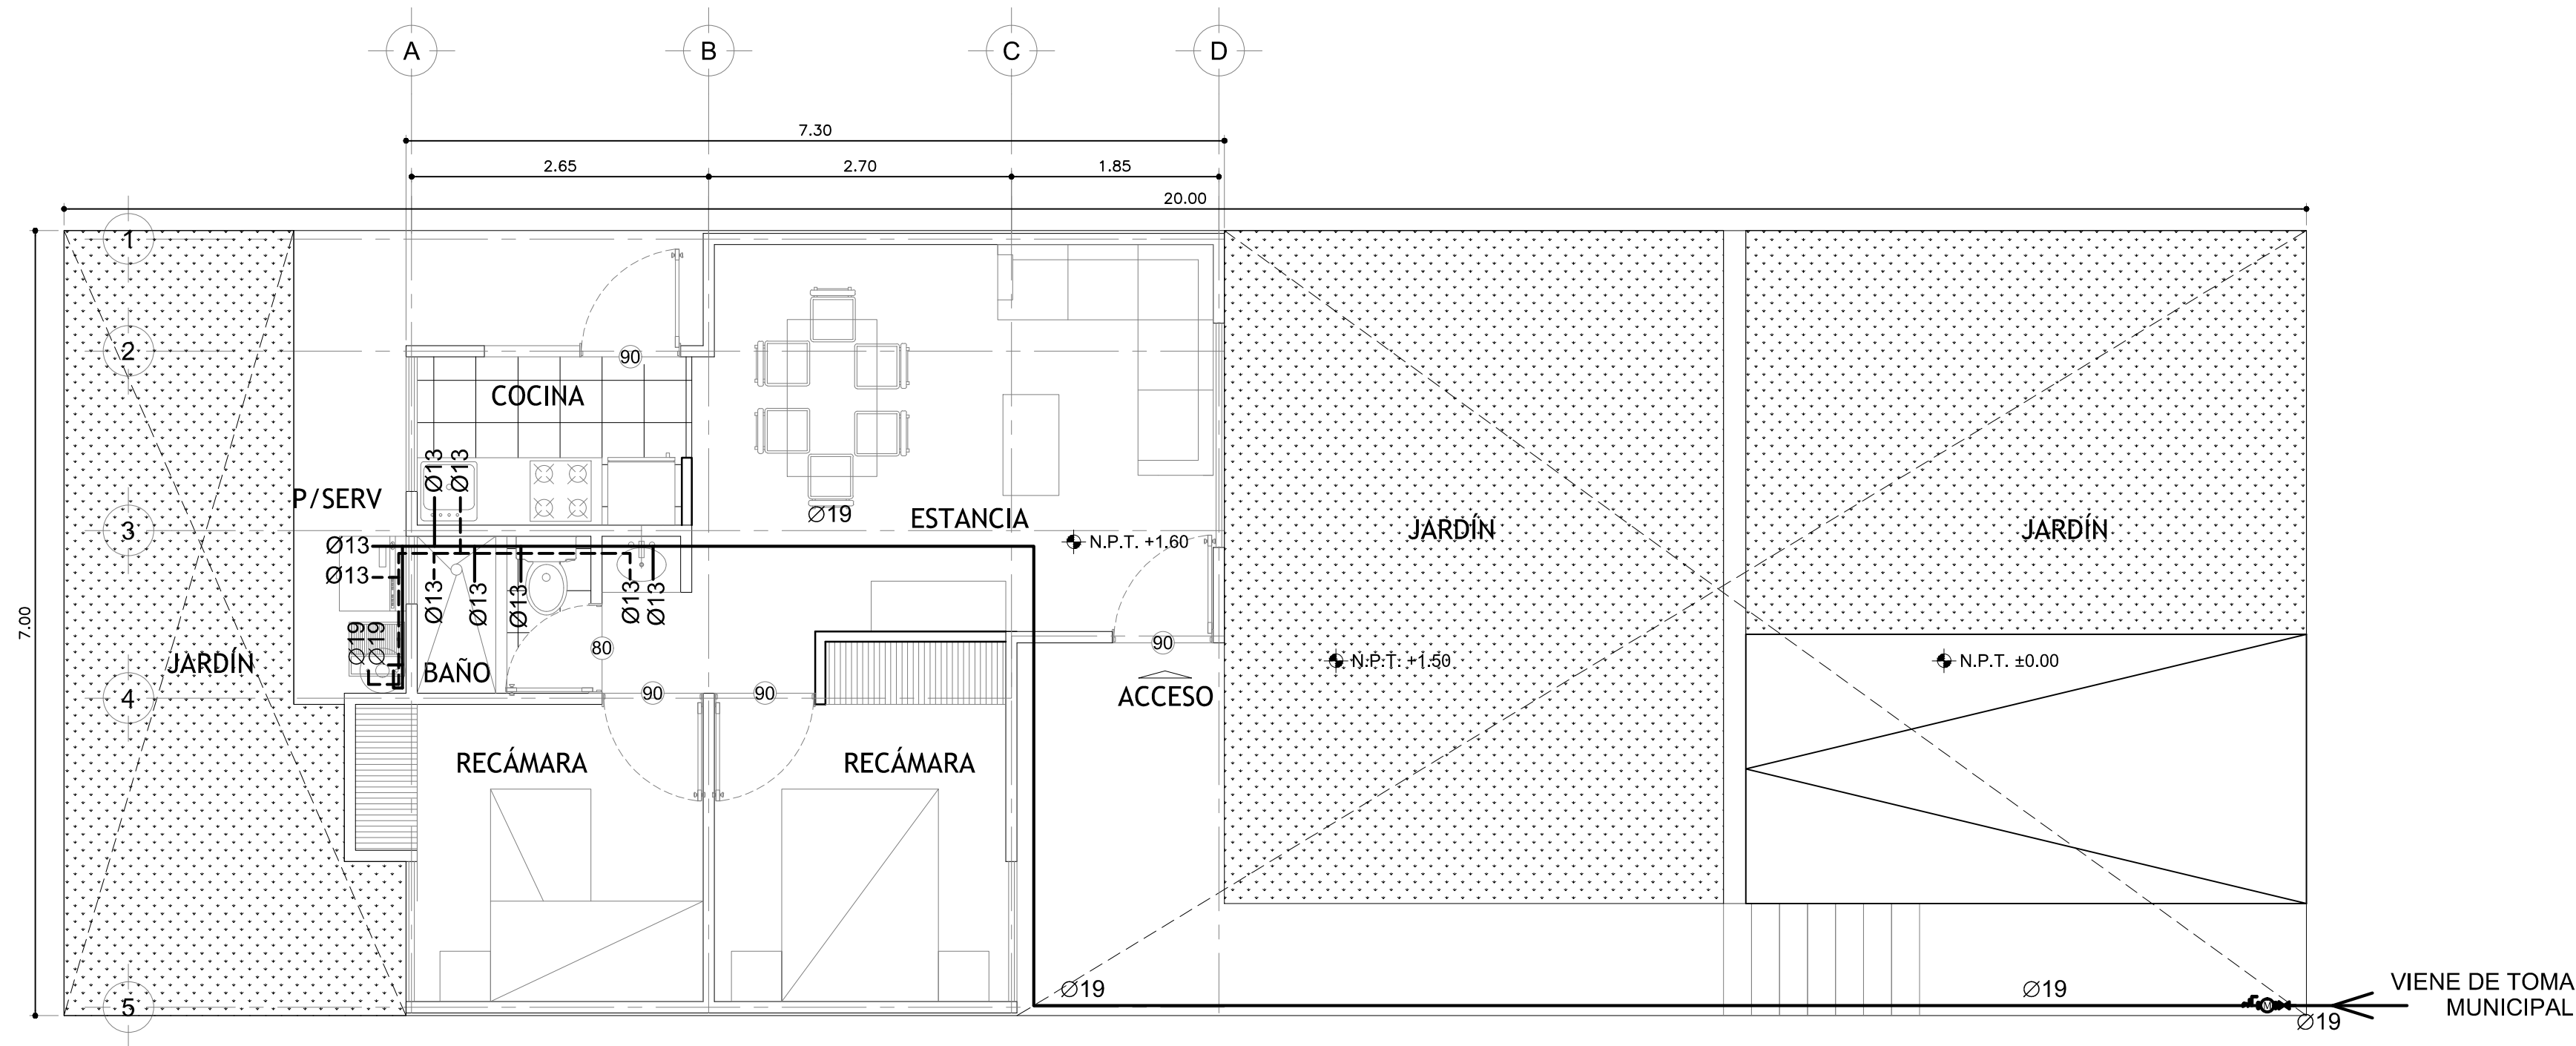 A
B
C
D
7.30
2.65
2.70
1.85
20.00
1
2
90
COCINA
Ø13
Ø13
P/SERV
3
Ø19
ESTANCIA
JARDÍN
JARDÍN
Ø13
N.P.T. +1.60
Ø13
Ø13
Ø13
Ø13
Ø13
Ø13
7.00
Ø19
Ø19
80
90
JARDÍN
BAÑO
N.P.T. +1.50
N.P.T. ±0.00
4
90
90
ACCESO
RECÁMARA
RECÁMARA
5
Ø19
Ø19
M
VIENE DE TOMA
MUNICIPAL
Ø19